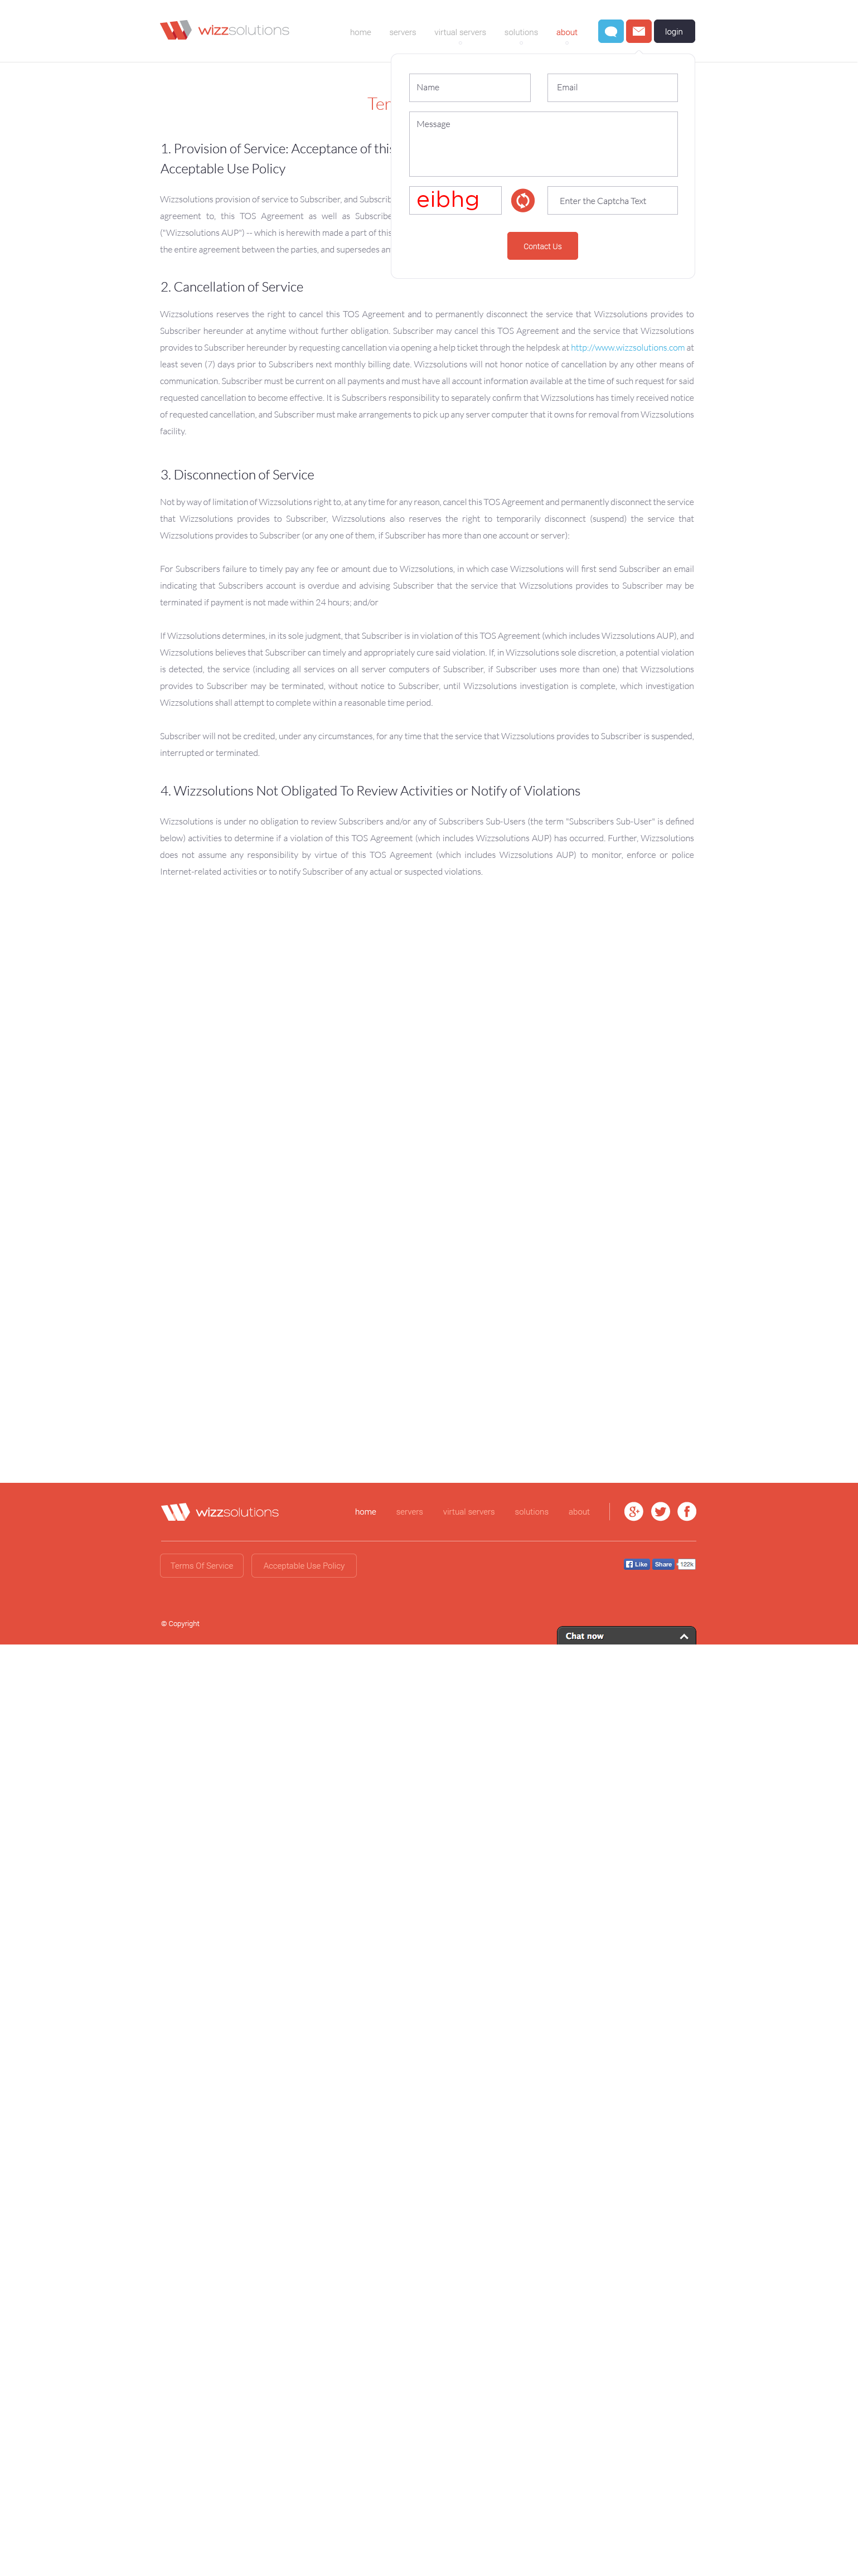 wizzsolutions
home servers virtual servers solutions about login
Name Email
Message
eibhg Enter the Captcha Text
Contact Us
1. Provision of Service: Acceptance of this
Acceptable Use Policy
Wizzsolutions provision of service to Subscriber, and
agreement to, this TOS Agreement as well as
("Wizzsolutions AUP") -- which is herewith made a part of this
the entire agreement between the parties, and supersedes
2. Cancellation of Service
Wizzsolutions reserves the right to cancel this TOS Agreement and to permanently disconnect the service that Wizzsolutions provides to
Subscriber hereunder at anytime without further obligation. Subscriber may cancel this TOS Agreement and the service that Wizzsolutions
provides to Subscriber hereunder by requesting cancellation via opening a help ticket through the helpdesk at http://www.wizzsolutions.com at
least seven (7) days prior to Subscribers next monthly billing date. Wizzsolutions will not honor notice of cancellation by any other means of
communication. Subscriber must be current on all payments and must have all account information available at the time of such request for said
requested cancellation to become effective. It is Subscribers responsibility to separately confirm that Wizzsolutions has timely received notice
of requested cancellation, and Subscriber must make arrangements to pick up any server computer that it owns for removal from Wizzsolutions
facility.
3. Disconnection of Service
Not by way of limitation of Wizzsolutions right to, at any time for any reason, cancel this TOS Agreement and permanently disconnect the service
that Wizzsolutions provides to Subscriber, Wizzsolutions also reserves the right to temporarily disconnect (suspend) the service that
Wizzsolutions provides to Subscriber (or any one of them, if Subscriber has more than one account or server):
For Subscribers failure to timely pay any fee or amount due to Wizzsolutions, in which case Wizzsolutions will first send Subscriber an email
indicating that Subscribers account is overdue and advising Subscriber that the service that Wizzsolutions provides to Subscriber may be
terminated if payment is not made within 24 hours; and/or
If Wizzsolutions determines, in its sole judgment, that Subscriber is in violation of this TOS Agreement (which includes Wizzsolutions AUP), and
Wizzsolutions believes that Subscriber can timely and appropriately cure said violation. If, in Wizzsolutions sole discretion, a potential violation
is detected, the service (including all services on all server computers of Subscriber, if Subscriber uses more than one) that Wizzsolutions
provides to Subscriber may be terminated, without notice to Subscriber, until Wizzsolutions investigation is complete, which investigation
Wizzsolutions shall attempt to complete within a reasonable time period.
Subscriber will not be credited, under any circumstances, for any time that the service that Wizzsolutions provides to Subscriber is suspended,
interrupted or terminated.
4. Wizzsolutions Not Obligated To Review Activities or Notify of Violations
Wizzsolutions is under no obligation to review Subscribers and/or any of Subscribers Sub-Users (the term "Subscribers Sub-User" is defined
below) activities to determine if a violation of this TOS Agreement (which includes Wizzsolutions AUP) has occurred. Further, Wizzsolutions
does not assume any responsibility by virtue of this TOS Agreement (which includes Wizzsolutions AUP) to monitor, enforce or police
Internet-related activities or to notify Subscriber of any actual or suspected violations.
wizzsolutions home servers virtual servers solutions about
Terms Of Service Acceptable Use Policy Like Share 122k
© Copyright
Chat now